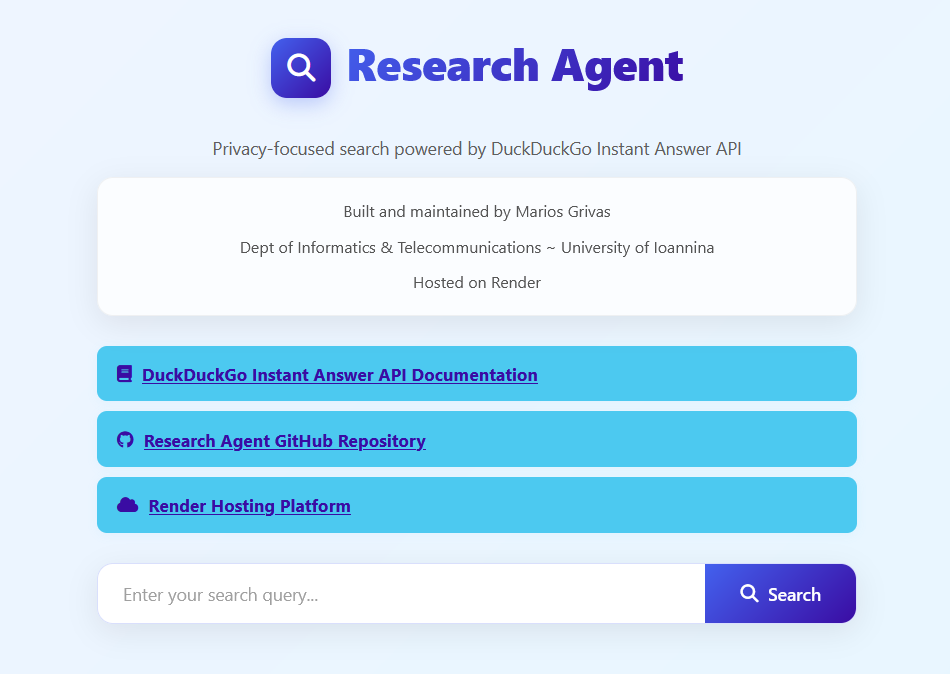 Research Agent
Privacy-focused search powered by DuckDuckGo Instant Answer API
Built and maintained by Marios Grivas
Dept of Informatics & Telecommunications ~ University of Ioannina
Hosted on Render
DuckDuckGo Instant Answer API Documentation
Research Agent GitHub Repository
Render Hosting Platform
Enter your search query...
Search